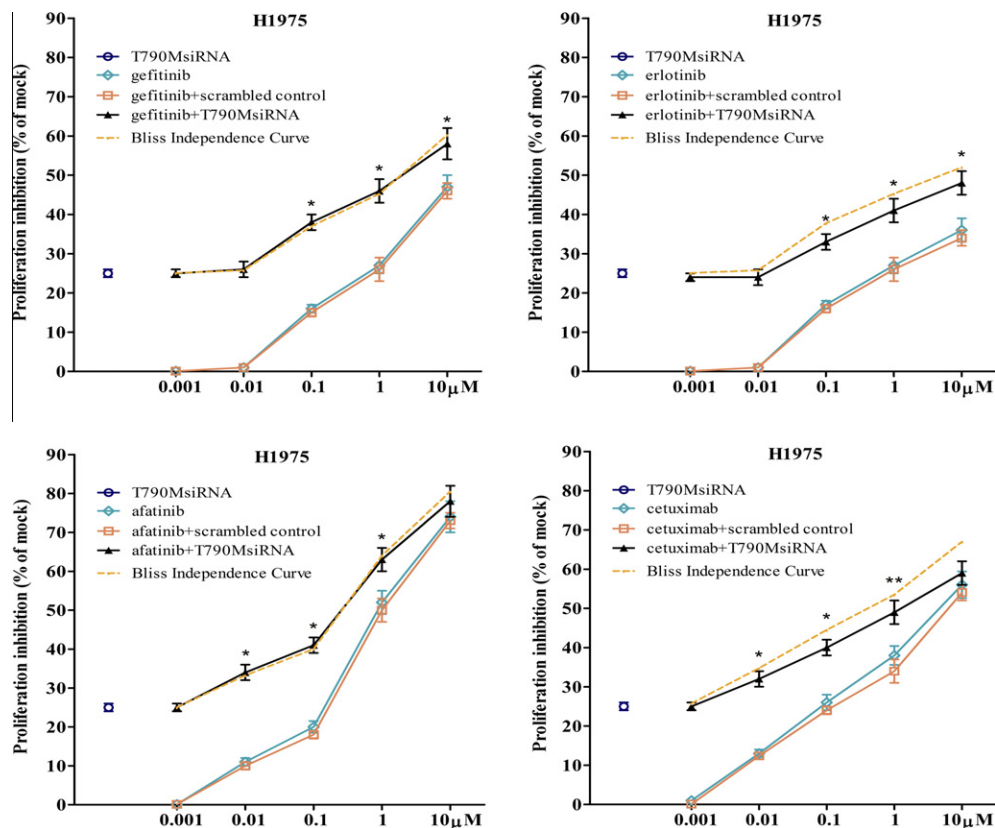 H1975
Proliferation inhibition (% of mock)
90
80
70
60
50
40
30
20
10
0
T790MsiRNA
gefitinib
gefitinib+scrambled control
gefitinib+T790MsiRNA
Bliss Independence Curve
*
*
*
0.001
0.01
0.1
1
10μM
H1975
Proliferation inhibition (% of mock)
90
80
70
60
50
40
30
20
10
0
T790MsiRNA
erlotinib
erlotinib+scrambled control
erlotinib+T790MsiRNA
Bliss Independence Curve
*
*
*
0.001
0.01
0.1
1
10μM
H1975
Proliferation inhibition (% of mock)
90
80
70
60
50
40
30
20
10
0
T790MsiRNA
afatinib
afatinib+scrambled control
afatinib+T790MsiRNA
Bliss Independence Curve
*
*
*
0.001
0.01
0.1
1
10μM
H1975
Proliferation inhibition (% of mock)
90
80
70
60
50
40
30
20
10
0
T790MsiRNA
cetuximab
cetuximab+scrambled control
cetuximab+T790MsiRNA
Bliss Independence Curve
*
*
**
0.001
0.01
0.1
1
10μM